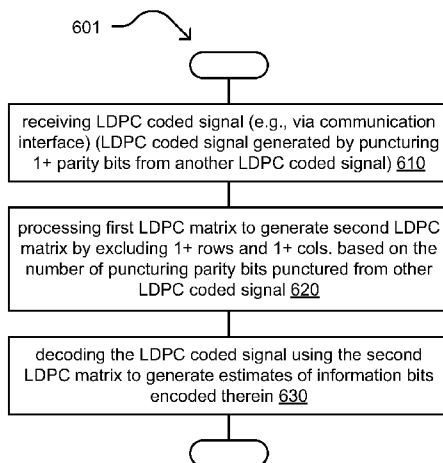 601
receiving LDPC coded signal (e.g., via communication
interface) (LDPC coded signal generated by puncturing
1+ parity bits from another LDPC coded signal) 610
processing first LDPC matrix to generate second LDPC
matrix by excluding 1+ rows and 1+ cols. based on the
number of puncturing parity bits punctured from other
LDPC coded signal 620
decoding the LDPC coded signal using the second
LDPC matrix to generate estimates of information bits
encoded therein 630